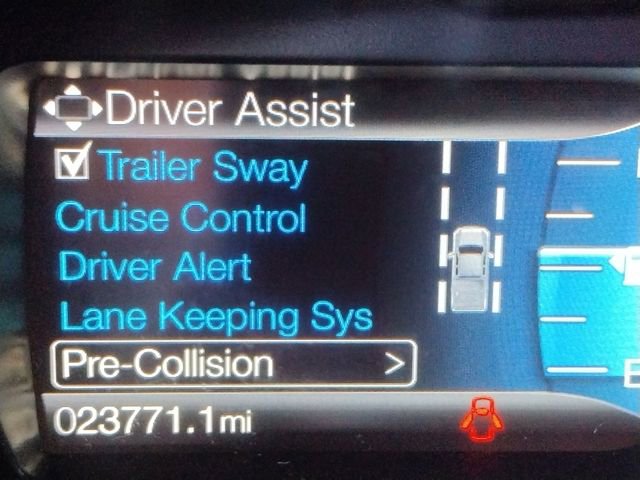 Driver Assist
Trailer Sway
Cruise Control
Driver Alert
Lane Keeping Sys
Pre-Collision >
023771.1mi